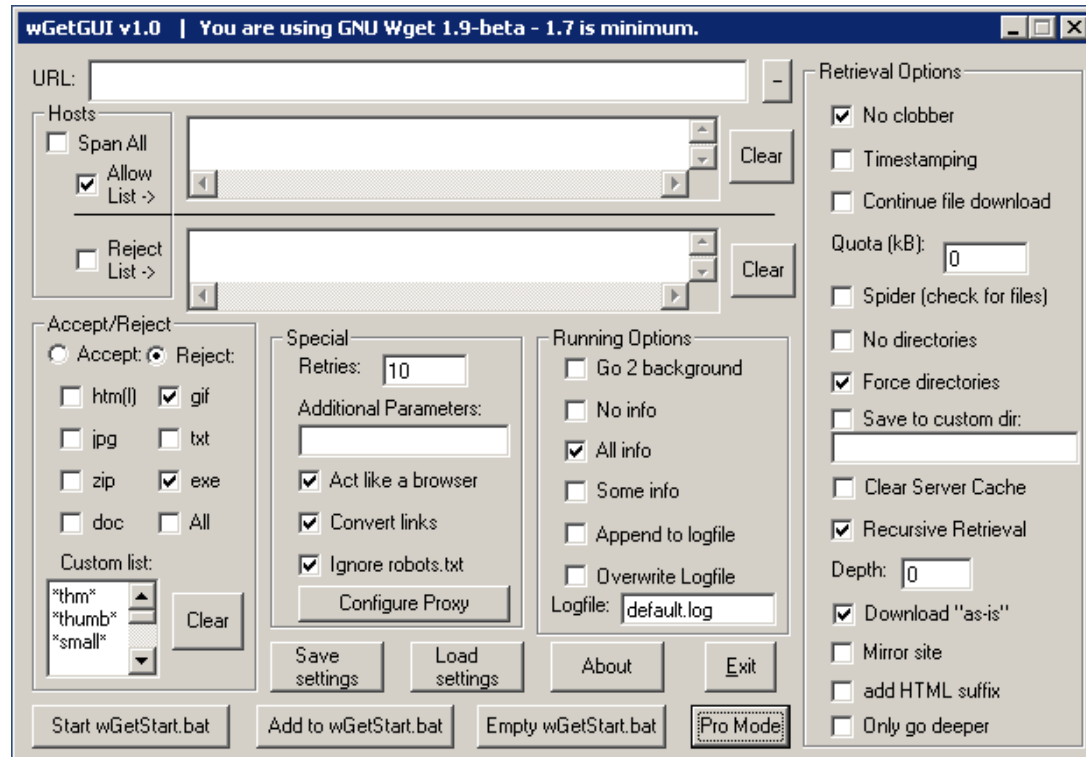 wGetGUI v1.0 | You are using GNU Wget 1.9-beta - 1.7 is minimum.
URL:
-
Hosts
Span All
Allow
List ->
Clear
Reject
List ->
Clear
Accept/Reject
Accept: Reject:
htm(l) gif
jpg txt
zip exe
doc All
Custom list:
*thm*
*thumb*
*small*
Clear
Special
Retries: 10
Additional Parameters:
Act like a browser
Convert links
Ignore robots.txt
Configure Proxy
Running Options
Go 2 background
No info
All info
Some info
Append to logfile
Overwrite Logfile
Logfile: default.log
Save
settings
Load
settings
About
Exit
Start wGetStart.bat
Add to wGetStart.bat
Empty wGetStart.bat
Pro Mode
Retrieval Options
No clobber
Timestamping
Continue file download
Quota (kB): 0
Spider (check for files)
No directories
Force directories
Save to custom dir:
Clear Server Cache
Recursive Retrieval
Depth: 0
Download "as-is"
Mirror site
add HTML suffix
Only go deeper